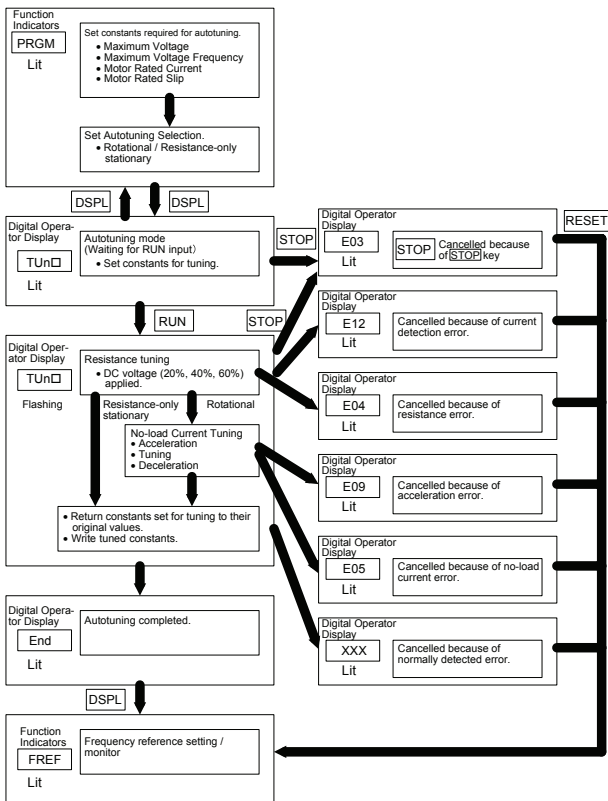 Function
Indicators
PRGM
Lit
Set constants required for autotuning.
• Maximum Voltage
• Maximum Voltage Frequency
• Motor Rated Current
• Motor Rated Slip
Set Autotuning Selection.
• Rotational / Resistance-only
stationary
DSPL
DSPL
Digital Opera-
tor Display
TUn□
Lit
Autotuning mode
(Waiting for RUN input)
• Set constants for tuning.
STOP
RUN
STOP
Digital Oper-
ator Display
TUn□
Flashing
Resistance tuning
• DC voltage (20%, 40%, 60%)
applied.
Resistance-only
stationary
Rotational
No-load Current Tuning
• Acceleration
• Tuning
• Deceleration
• Return constants set for tuning to their
original values.
• Write tuned constants.
Digital Opera-
tor Display
End
Lit
Autotuning completed.
DSPL
Function
Indicators
FREF
Lit
Frequency reference setting /
monitor
RESET
Digital Operator
Display
E03
Lit
STOP Cancelled because
of STOP key
Digital Operator
Display
E12
Lit
Cancelled because of current
detection error.
Digital Operator
Display
E04
Lit
Cancelled because of
resistance error.
Digital Operator
Display
E09
Lit
Cancelled because of
acceleration error.
Digital Operator
Display
E05
Lit
Cancelled because of no-load
current error.
Digital Operator
Display
XXX
Lit
Cancelled because of
normally detected error.